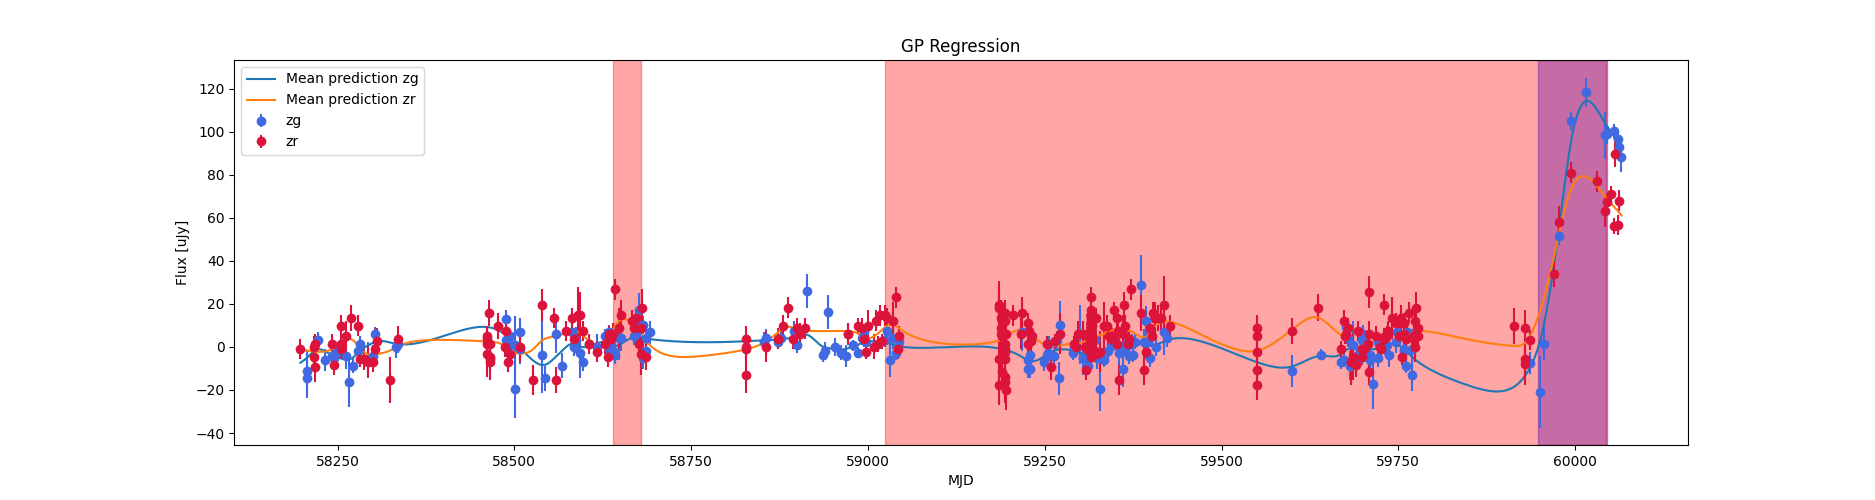 GP Regression
Mean prediction zg
Mean prediction zr
zg
zr
Flux [uJy]
120
100
80
60
40
20
0
−20
−40
58250 58500 58750 59000 59250 59500 59750 60000
MJD